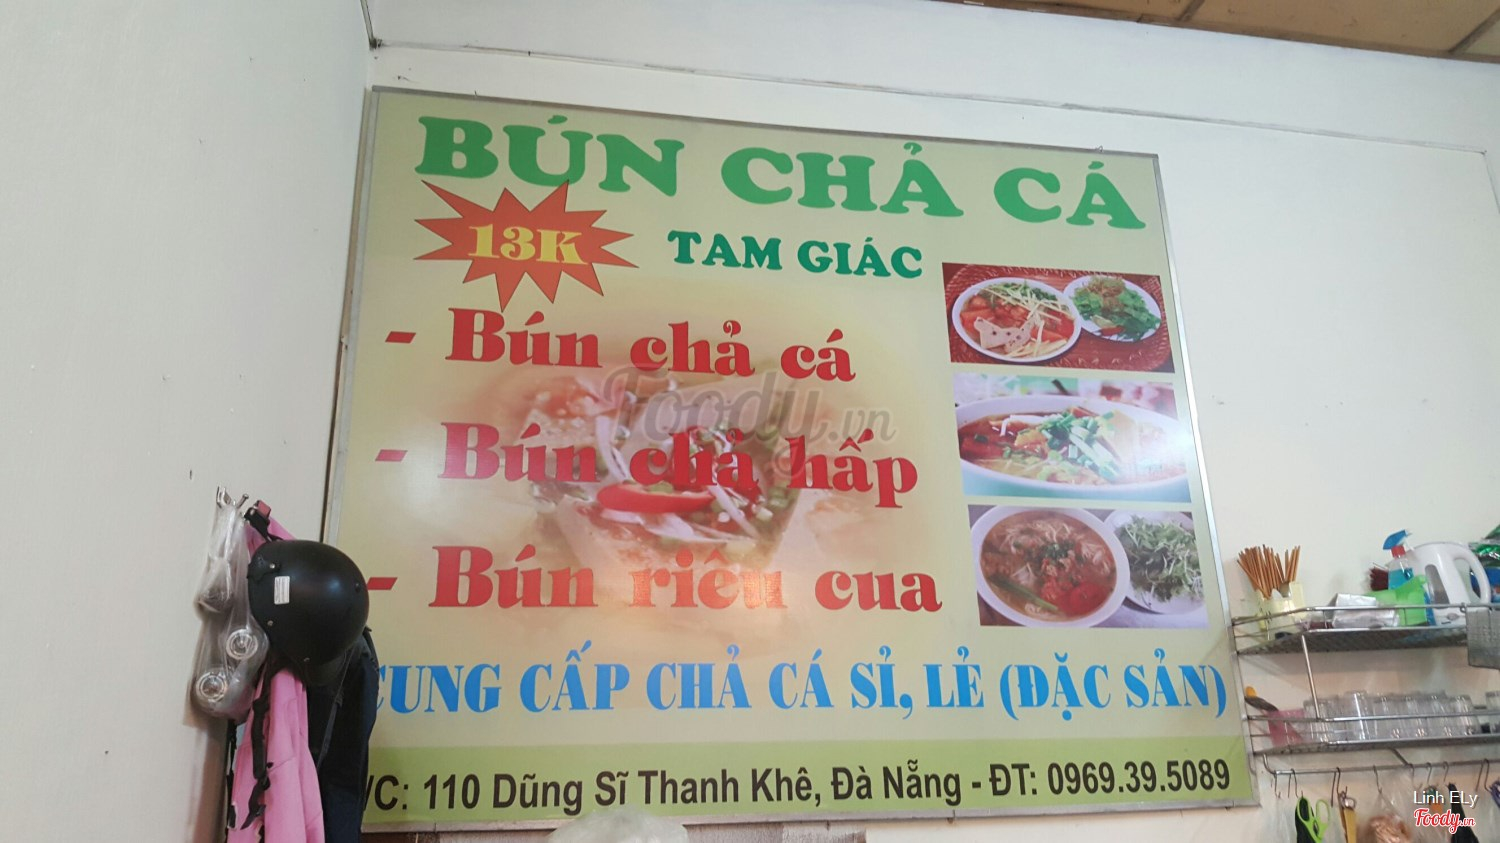 BÚN CHẢ CÁ
13K
TAM GIÁC
- Bún chả cá
- Bún chả hấp
- Bún riêu cua
CUNG CẤP CHẢ CÁ SỈ, LẺ (ĐẶC SẢN)
/C: 110 Dũng Sĩ Thanh Khê, Đà Nẵng - ĐT: 0969.39.5089
Foody.vn
Linh ELy
Foody.vn